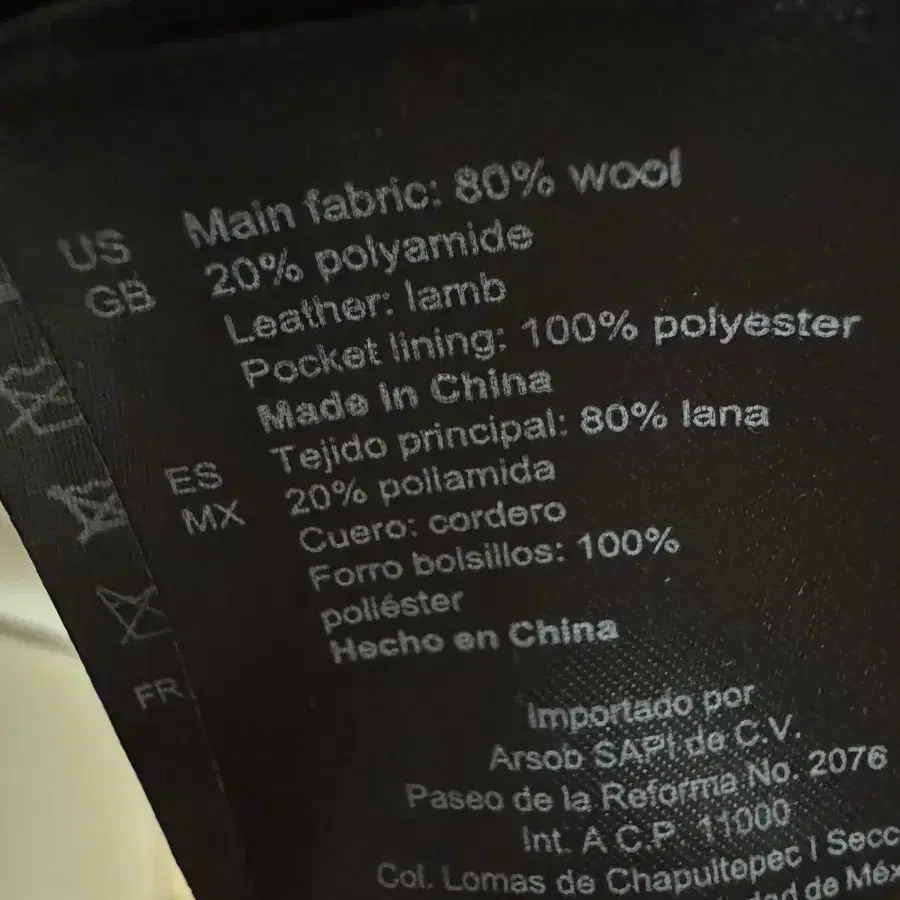 US
GB
Main fabric: 80% wool
20% polyamide
Leather: lamb
Pocket lining: 100% polyester
Made in China
ES
MX
Tejido principal: 80% lana
20% poliamida
Cuero: cordero
Forro bolsillos: 100%
poliéster
Hecho en China
FR
Importado por
Arsob SAPI de C.V.
Paseo de la Reforma No. 2076
Int. A C.P. 11000
Col. Lomas de Chapultepec I Secc
de Méx